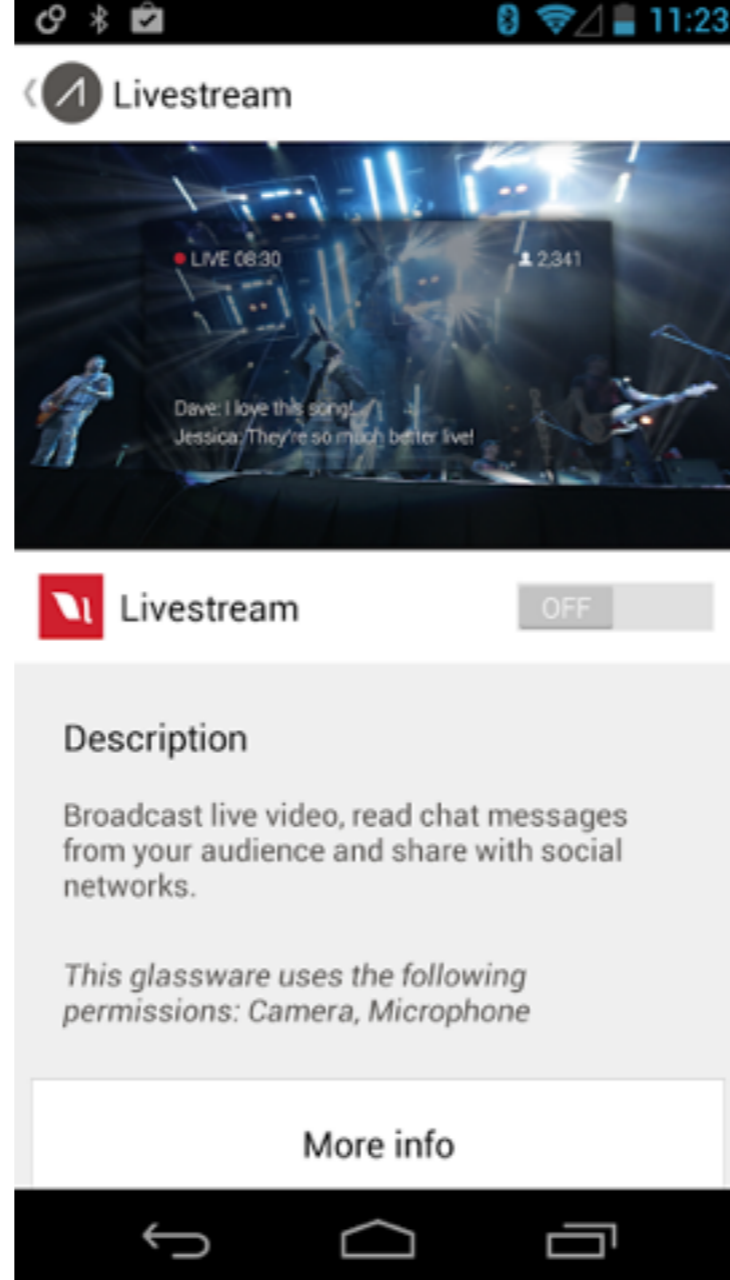 11:23
Livestream
LIVE 08:30
2,341
Dave: I love this song!
Jessica: They're so much better live!
Livestream
OFF
Description
Broadcast live video, read chat messages
from your audience and share with social
networks.
This glassware uses the following
permissions: Camera, Microphone
More info